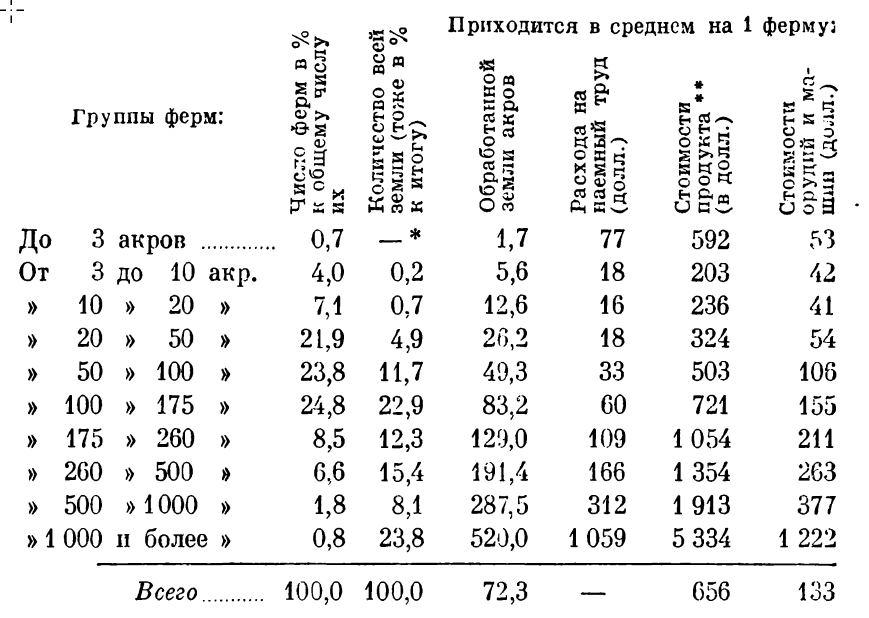 Приходится в среднем на 1 ферму:
Группы ферм:
Число ферм в %
к общему числу
их
Количество всей
земли (тоже в %
к итогу)
Обработанной
земли акров
Расхода на
наемный труд
(долл.)
Стоимости
продукта **
(в долл.)
Стоимости
орудий и ма-
шин (долл.)
До 3 акров ............. 0,7 — * 1,7 77 592 53
От 3 до 10 акр. 4,0 0,2 5,6 18 203 42
» 10 » 20 » 7,1 0,7 12,6 16 236 41
» 20 » 50 » 21,9 4,9 26,2 18 324 54
» 50 » 100 » 23,8 11,7 49,3 33 503 106
» 100 » 175 » 24,8 22,9 83,2 60 721 155
» 175 » 260 » 8,5 12,3 129,0 109 1 054 211
» 260 » 500 » 6,6 15,4 191,4 166 1 354 263
» 500 » 1000 » 1,8 8,1 287,5 312 1 913 377
» 1 000 и более » 0,8 23,8 520,0 1 059 5 334 1 222
Всего ........... 100,0 100,0 72,3 — 656 133